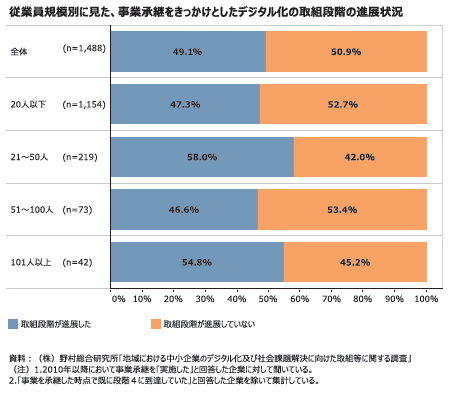 従業員規模別に見た、事業承継をきっかけとしたデジタル化の取組段階の進展状況
全体 (n=1,488) 49.1% 50.9%
20人以下 (n=1,154) 47.3% 52.7%
21～50人 (n=219) 58.0% 42.0%
51～100人 (n=73) 46.6% 53.4%
101人以上 (n=42) 54.8% 45.2%
0% 10% 20% 30% 40% 50% 60% 70% 80% 90% 100%
取組段階が進展した 取組段階が進展していない
資料：（株）野村総合研究所「地域における中小企業のデジタル化及び社会課題解決に向けた取組等に関する調査」
（注）1.2010年以降において事業承継を「実施した」と回答した企業に対して聞いている。
2.「事業を承継した時点で既に段階４に到達していた」と回答した企業を除いて集計している。